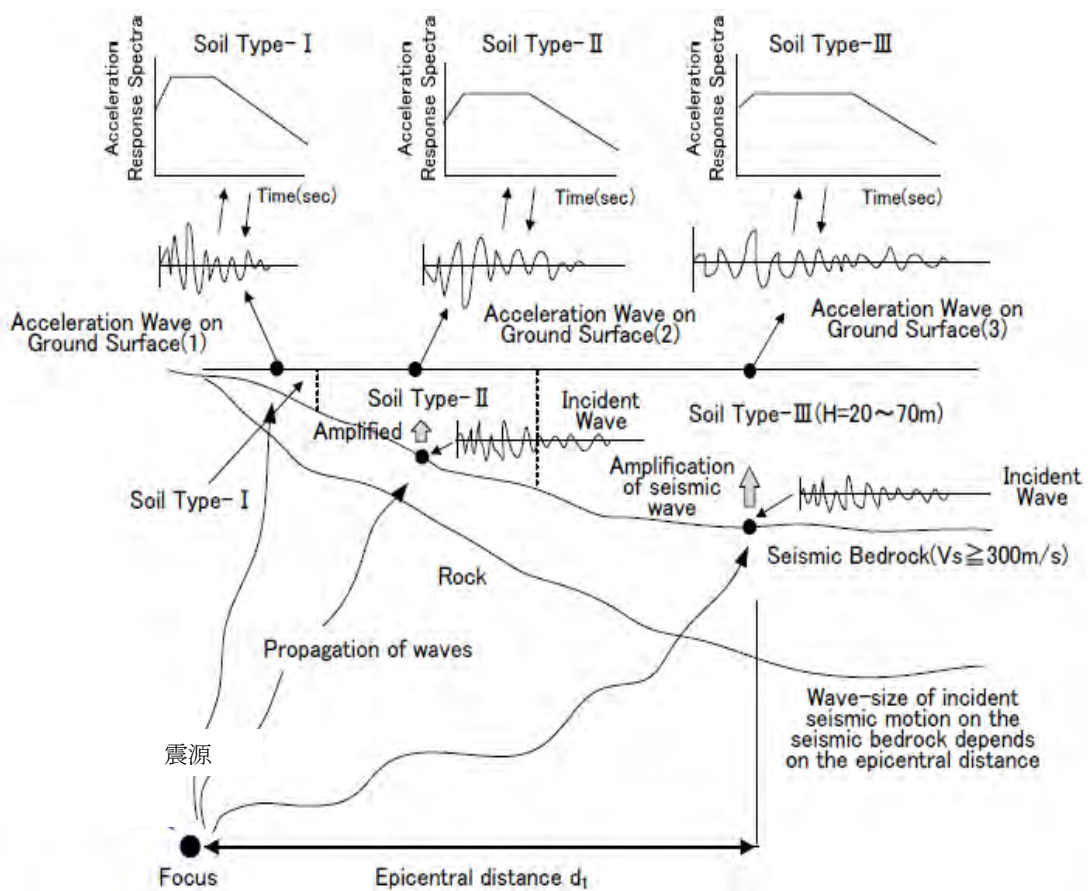 Soil Type-Ⅰ
Soil Type-Ⅱ
Soil Type-Ⅲ
Acceleration
Response Spectra
Acceleration
Response Spectra
Acceleration
Response Spectra
Time(sec)
Time(sec)
Time(sec)
Acceleration Wave on
Ground Surface(1)
Acceleration Wave on
Ground Surface(2)
Acceleration Wave on
Ground Surface(3)
Soil Type-Ⅱ
Incident
Wave
Soil Type-Ⅲ(H=20~70m)
Amplified
Amplification
of seismic
wave
Incident
Wave
Soil Type-Ⅰ
Seismic Bedrock(Vs≧300m/s)
Rock
Propagation of waves
Wave-size of incident
seismic motion on the
seismic bedrock depends
on the epicentral distance
震源
Focus
Epicentral distance d₁